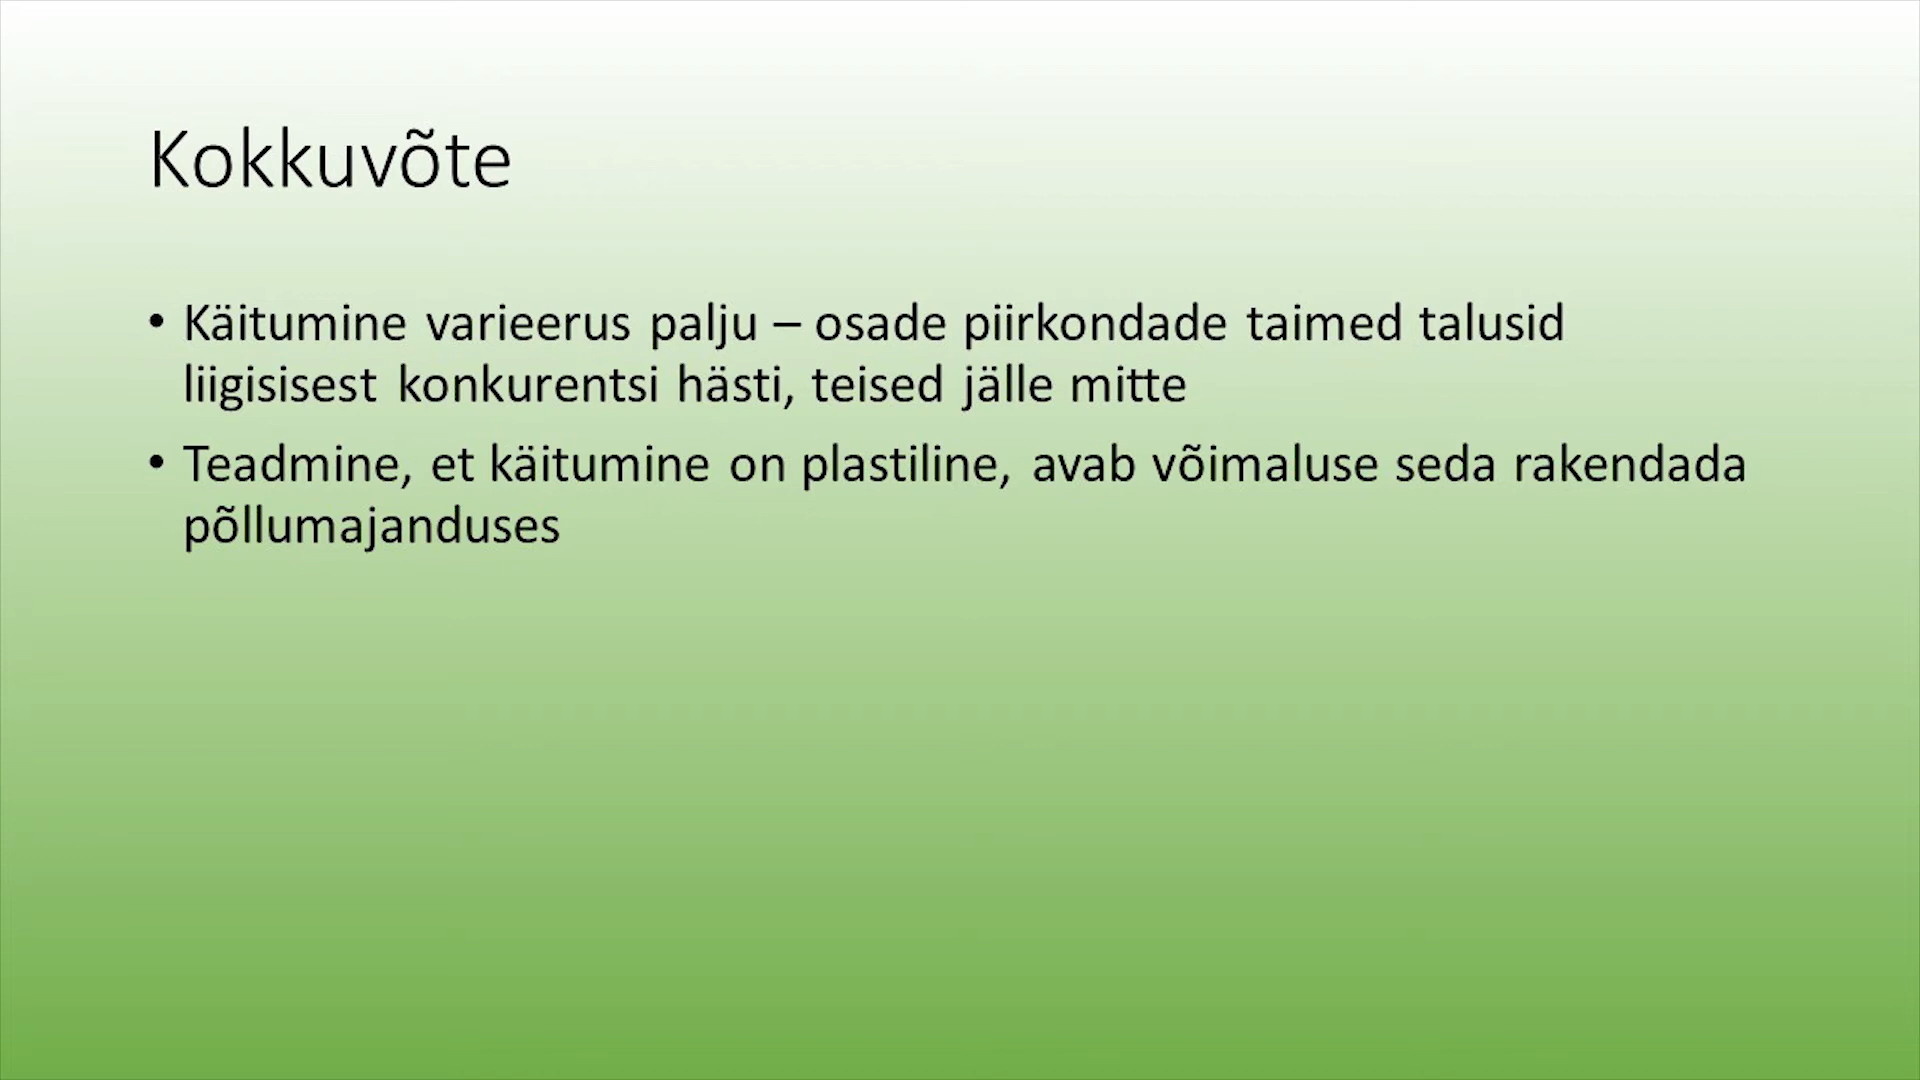 Kokkuvõte
• Käitumine varieerus palju – osade piirkondade taimed talusid
liigisisest konkurentsi hästi, teised jälle mitte
• Teadmine, et käitumine on plastiline, avab võimaluse seda rakendada
põllumajanduses